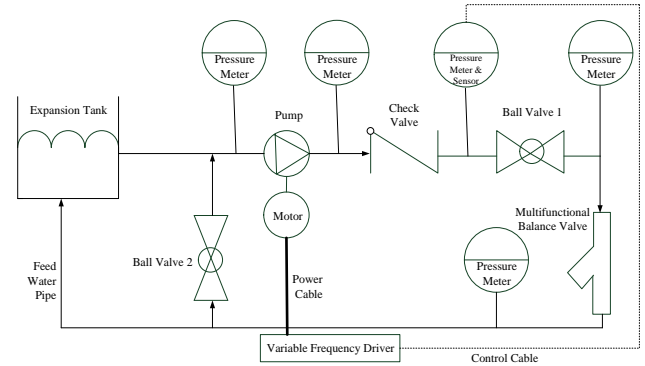 Pressure
Meter
Pressure
Meter
Pressure
Meter &
Sensor
Pressure
Meter
Expansion Tank
Pump
Check
Valve
Ball Valve 1
Motor
Multifunctional
Balance Valve
Ball Valve 2
Feed
Water
Pipe
Power
Cable
Pressure
Meter
Variable Frequency Driver
Control Cable